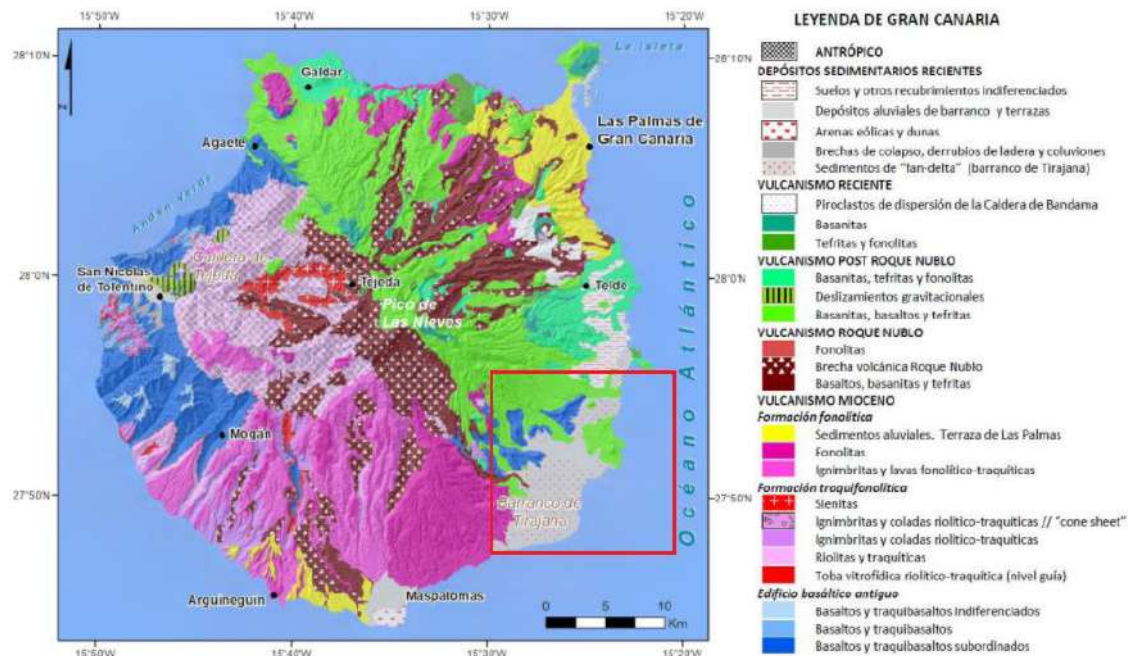 15°50'W
15°40'W
15°30'W
15°20'W
28°10'N
28°10'N
La Isleta
Galdar
Las Palmas de
Gran Canaria
Agaete
Andén Verde
28°0'N
28°0'N
San Nicolas
de Tolentino
Caldera de
Tejeda
Tejeda
Telde
Pico de
Las Nieves
Océano Atlántico
Mogán
27°50'N
27°50'N
Barranco de
Tirajana
Arguineguin
Maspalomas
0 5 10
Km
15°50'W
15°40'W
15°30'W
15°20'W
LEYENDA DE GRAN CANARIA
ANTRÓPICO
DEPÓSITOS SEDIMENTARIOS RECIENTES
Suelos y otros recubrimientos indiferenciados
Depósitos aluviales de barranco y terrazas
Arenas eólicas y dunas
Brechas de colapso, derrubios de ladera y coluviones
Sedimentos de "fan-delta" (barranco de Tirajana)
VULCANISMO RECIENTE
Piroclastos de dispersión de la Caldera de Bandama
Basanitas
Tefritas y fonolitas
VULCANISMO POST ROQUE NUBLO
Basanitas, tefritas y fonolitas
Deslizamientos gravitacionales
Basanitas, basaltos y tefritas
VULCANISMO ROQUE NUBLO
Fonolitas
Brecha volcánica Roque Nublo
Basaltos, basanitas y tefritas
VULCANISMO MIOCENO
Formación fonolítica
Sedimentos aluviales. Terraza de Las Palmas
Fonolitas
Ignimbritas y lavas fonolítico-traquíticas
Formación traquifonolítica
Sienitas
Ignimbritas y coladas riolítico-traquíticas // "cone sheet"
Ignimbritas y coladas riolítico-traquíticas
Riolitas y traquíticas
Toba vitrofídica riolítico-traquítica (nivel guía)
Edificio basáltico antiguo
Basaltos y traquibasaltos indiferenciados
Basaltos y traquibasaltos
Basaltos y traquibasaltos subordinados